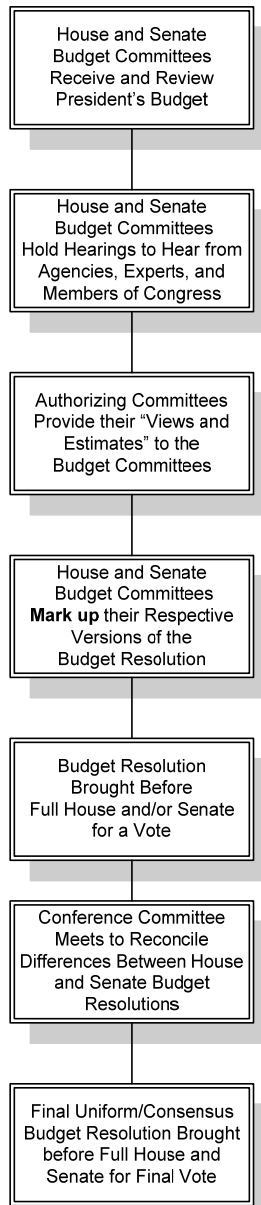 House and Senate
Budget Committees
Receive and Review
President's Budget
House and Senate
Budget Committees
Hold Hearings to Hear from
Agencies, Experts, and
Members of Congress
Authorizing Committees
Provide their “Views and
Estimates” to the
Budget Committees
House and Senate
Budget Committees
Mark up their Respective
Versions of the
Budget Resolution
Budget Resolution
Brought Before
Full House and/or Senate
for a Vote
Conference Committee
Meets to Reconcile
Differences Between House
and Senate Budget
Resolutions
Final Uniform/Consensus
Budget Resolution Brought
before Full House and
Senate for Final Vote